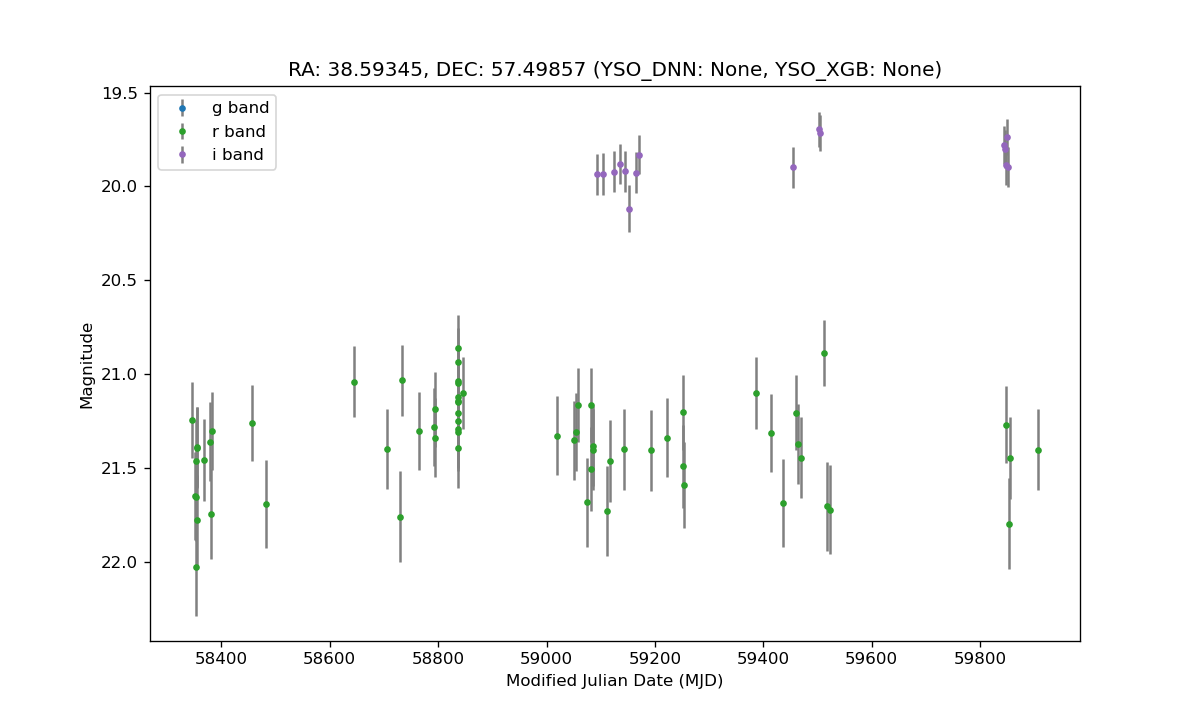 RA: 38.59345, DEC: 57.49857 (YSO_DNN: None, YSO_XGB: None)
g band
r band
i band
19.5
20.0
20.5
21.0
21.5
22.0
Magnitude
58400 58600 58800 59000 59200 59400 59600 59800
Modified Julian Date (MJD)